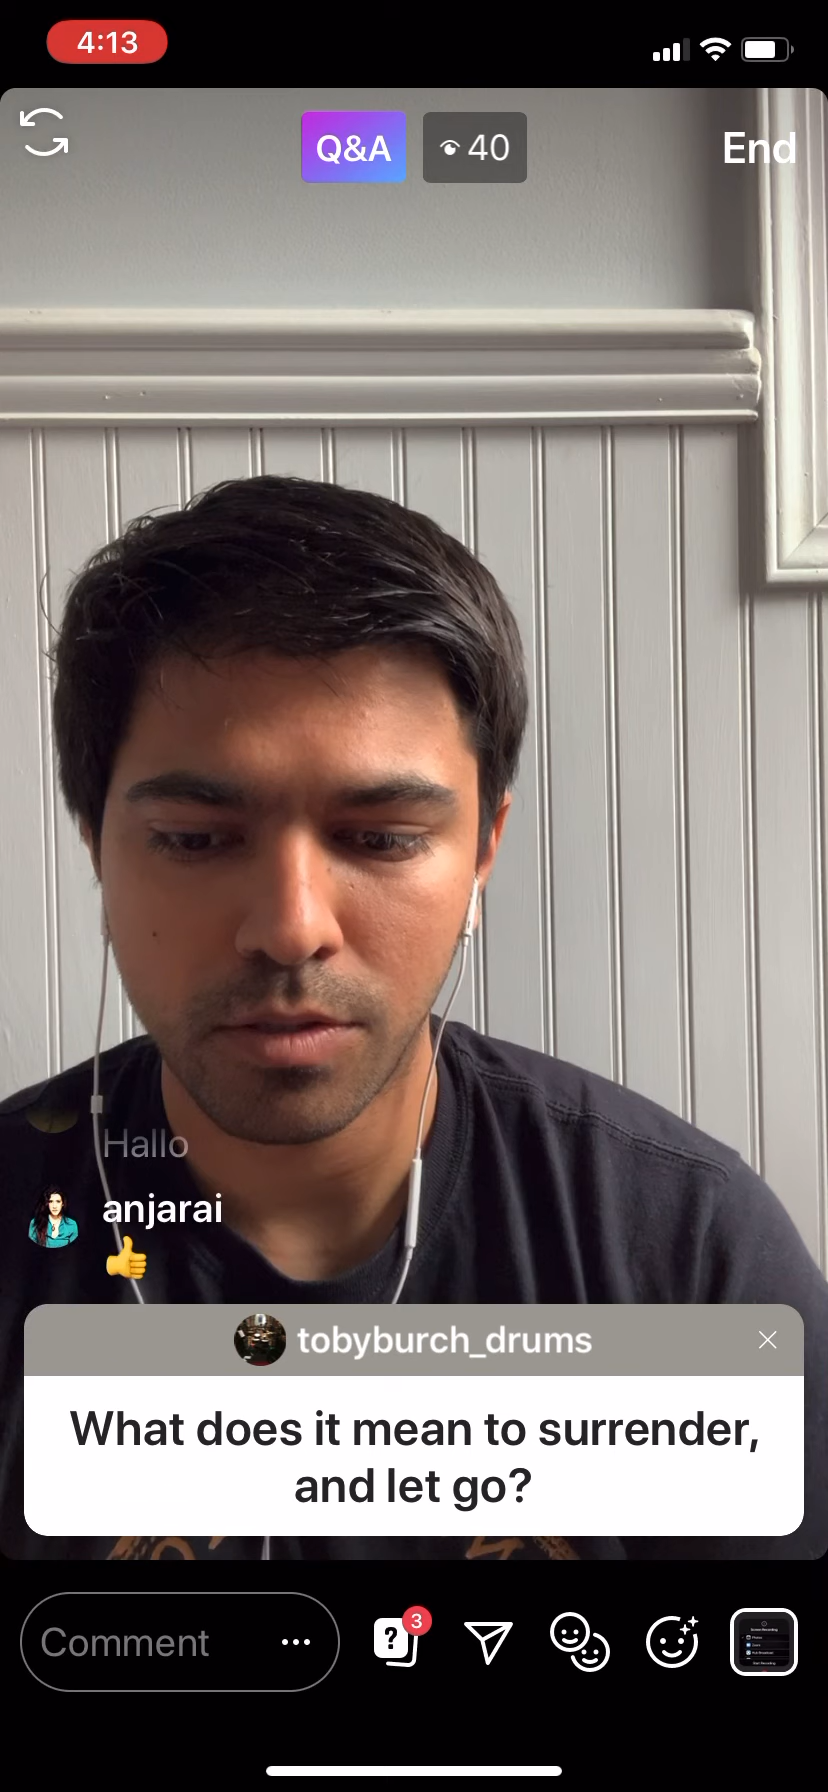 4:13
Q&A
40
End
Hallo
anjarai
tobyburch_drums
What does it mean to surrender,
and let go?
Comment
3
?